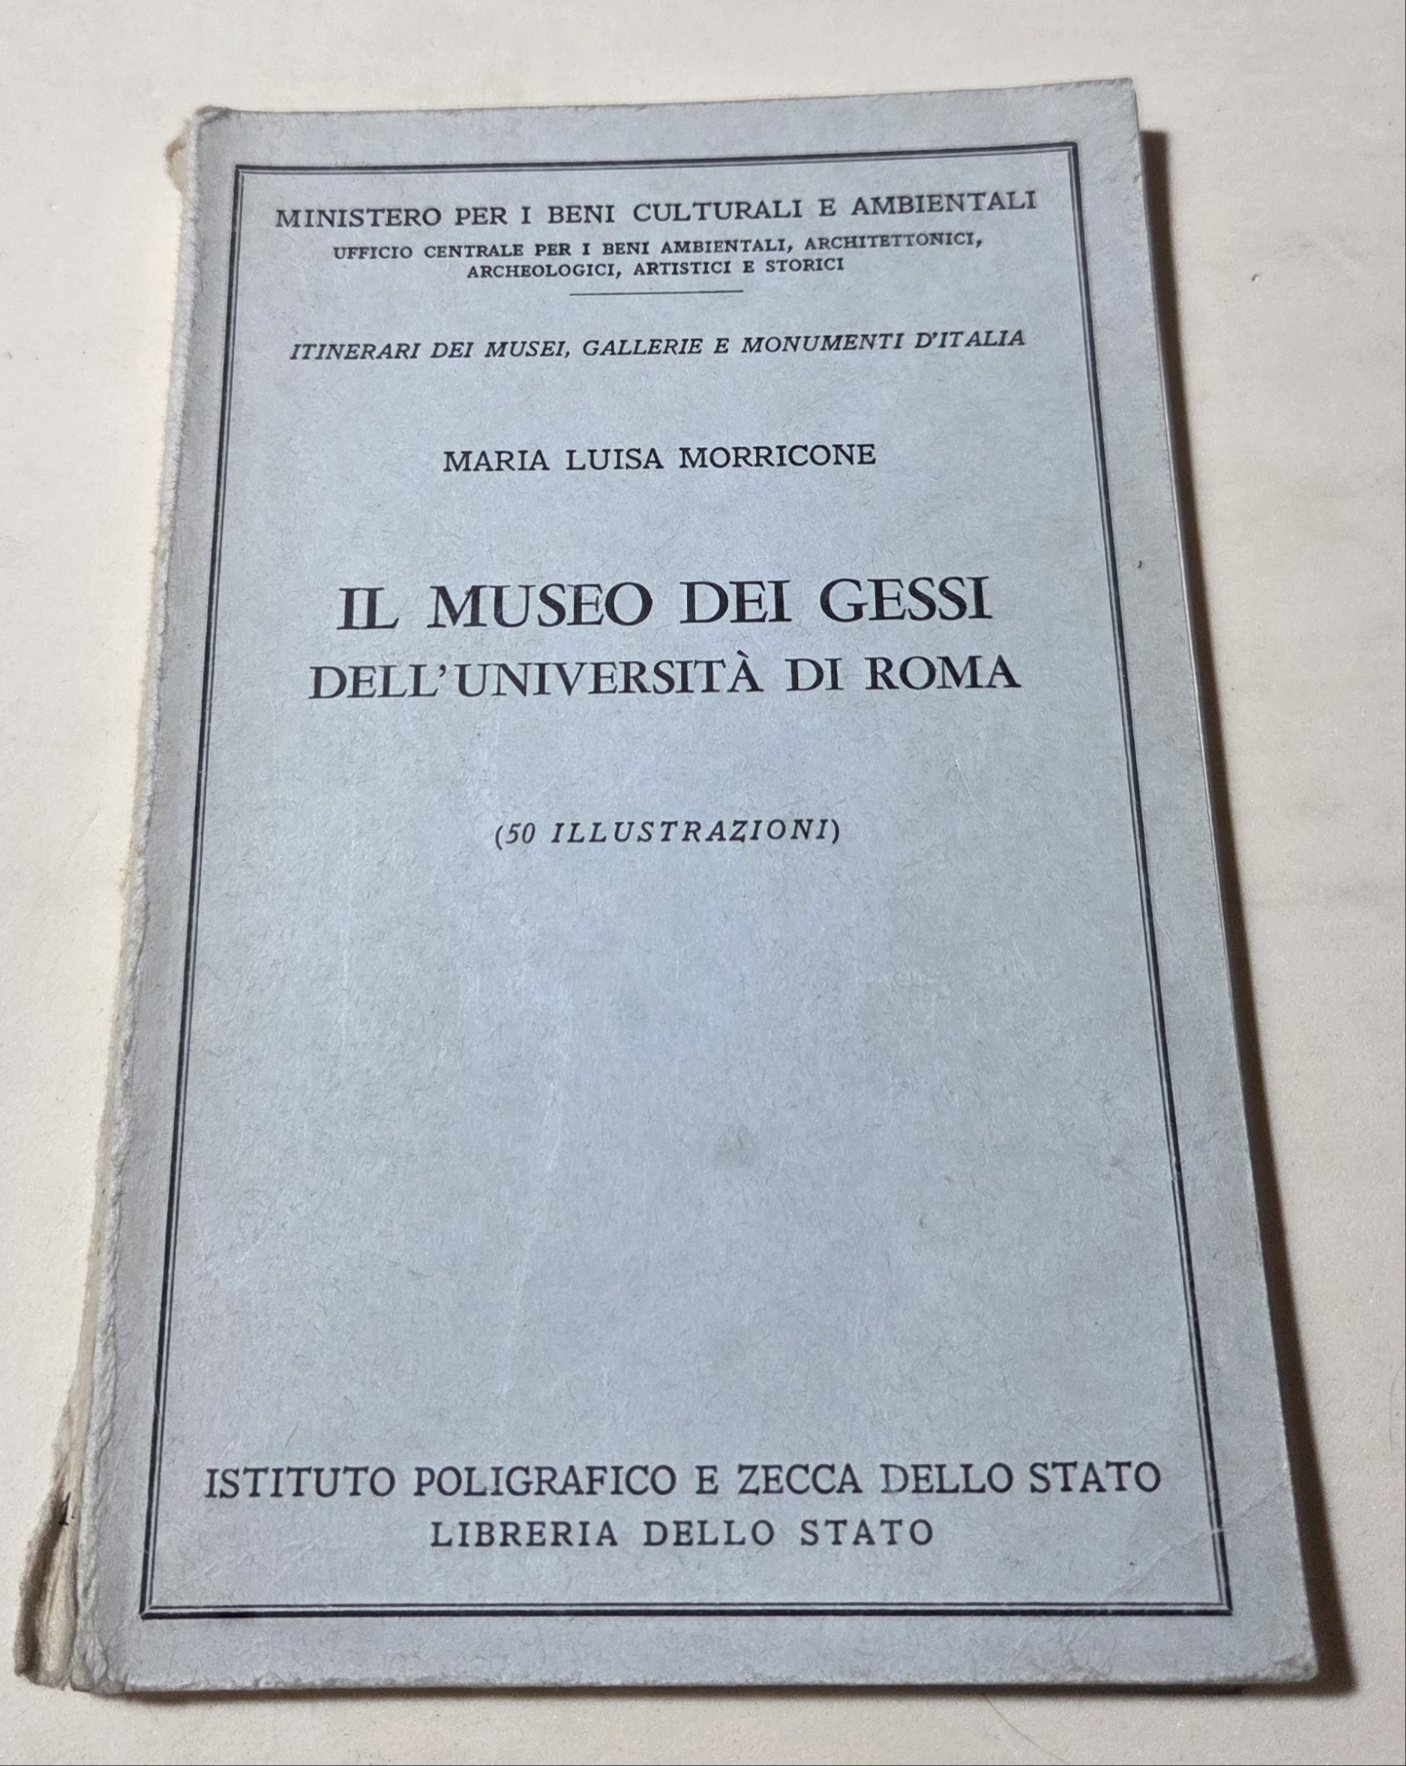 MINISTERO PER I BENI CULTURALI E AMBIENTALI
UFFICIO CENTRALE PER I BENI AMBIENTALI, ARCHITETTONICI,
ARCHEOLOGICI, ARTISTICI E STORICI
ITINERARI DEI MUSEI, GALLERIE E MONUMENTI D'ITALIA
MARIA LUISA MORRICONE
IL MUSEO DEI GESSI
DELL'UNIVERSITÀ DI ROMA
(50 ILLUSTRAZIONI)
ISTITUTO POLIGRAFICO E ZECCA DELLO STATO
LIBRERIA DELLO STATO